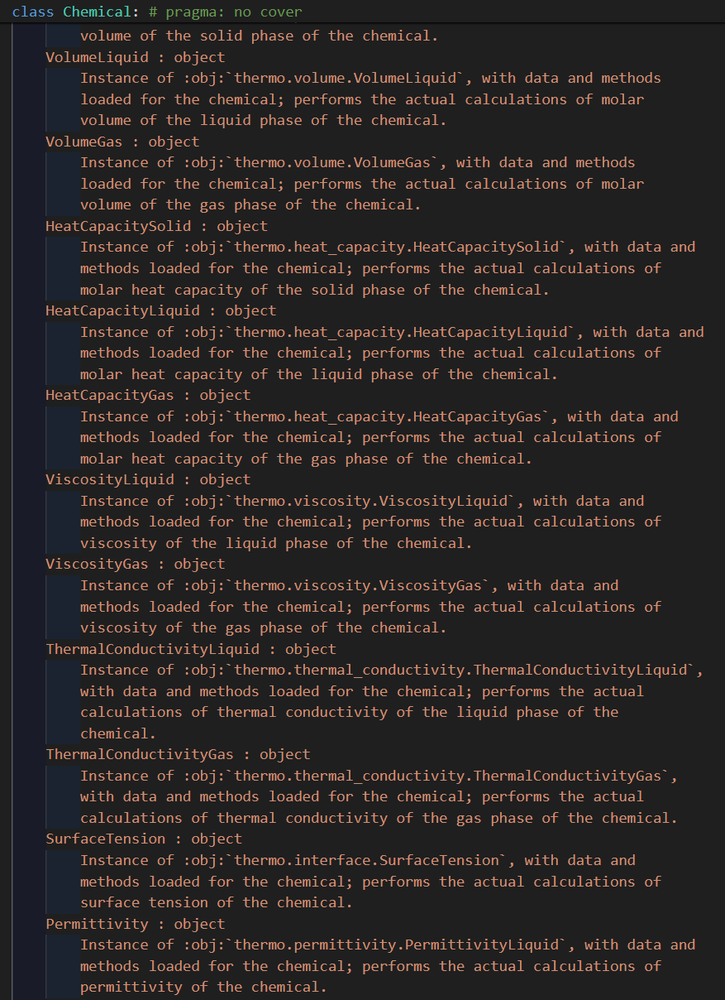 class Chemical: # pragma: no cover
volume of the solid phase of the chemical.
VolumeLiquid : object
Instance of :obj:`thermo.volume.VolumeLiquid`, with data and methods
loaded for the chemical; performs the actual calculations of molar
volume of the liquid phase of the chemical.
VolumeGas : object
Instance of :obj:`thermo.volume.VolumeGas`, with data and methods
loaded for the chemical; performs the actual calculations of molar
volume of the gas phase of the chemical.
HeatCapacitySolid : object
Instance of :obj:`thermo.heat_capacity.HeatCapacitySolid`, with data and
methods loaded for the chemical; performs the actual calculations of
molar heat capacity of the solid phase of the chemical.
HeatCapacityLiquid : object
Instance of :obj:`thermo.heat_capacity.HeatCapacityLiquid`, with data and
methods loaded for the chemical; performs the actual calculations of
molar heat capacity of the liquid phase of the chemical.
HeatCapacityGas : object
Instance of :obj:`thermo.heat_capacity.HeatCapacityGas`, with data and
methods loaded for the chemical; performs the actual calculations of
molar heat capacity of the gas phase of the chemical.
ViscosityLiquid : object
Instance of :obj:`thermo.viscosity.ViscosityLiquid`, with data and
methods loaded for the chemical; performs the actual calculations of
viscosity of the liquid phase of the chemical.
ViscosityGas : object
Instance of :obj:`thermo.viscosity.ViscosityGas`, with data and
methods loaded for the chemical; performs the actual calculations of
viscosity of the gas phase of the chemical.
ThermalConductivityLiquid : object
Instance of :obj:`thermo.thermal_conductivity.ThermalConductivityLiquid`,
with data and methods loaded for the chemical; performs the actual
calculations of thermal conductivity of the liquid phase of the
chemical.
ThermalConductivityGas : object
Instance of :obj:`thermo.thermal_conductivity.ThermalConductivityGas`,
with data and methods loaded for the chemical; performs the actual
calculations of thermal conductivity of the gas phase of the chemical.
SurfaceTension : object
Instance of :obj:`thermo.interface.SurfaceTension`, with data and
methods loaded for the chemical; performs the actual calculations of
surface tension of the chemical.
Permittivity : object
Instance of :obj:`thermo.permittivity.PermittivityLiquid`, with data and
methods loaded for the chemical; performs the actual calculations of
permittivity of the chemical.